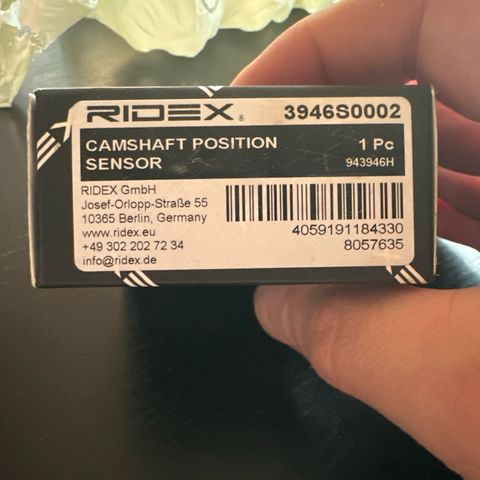 RIDEX® 3946S0002
CAMSHAFT POSITION 1 Pc
SENSOR 943946H
RIDEX GmbH
Josef-Orlopp-Straße 55
10365 Berlin, Germany
www.ridex.eu
+49 302 202 72 34
info@ridex.de
4059191184330
8057635